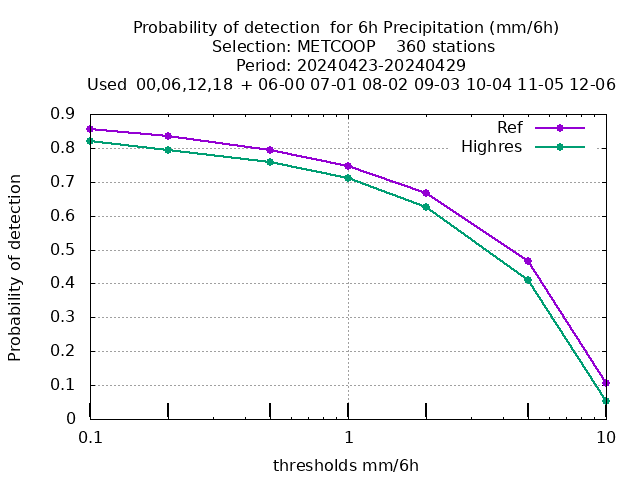 Probability of detection  for 6h Precipitation (mm/6h)
Selection: METCOOP    360 stations
Period: 20240423-20240429
Used  00,06,12,18  + 06-00 07-01 08-02 09-03 10-04 11-05 12-06
Ref
Highres
Probability of detection
0.9
0.8
0.7
0.6
0.5
0.4
0.3
0.2
0.1
0
0.1
1
10
thresholds mm/6h